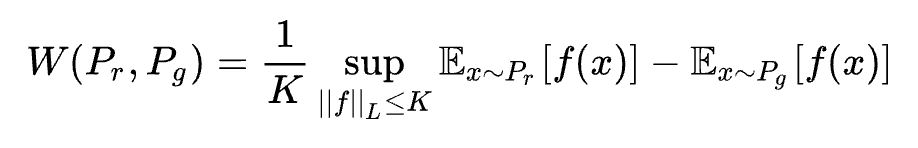 W(P_r, P_g) = \frac{1}{K} \sup_{||f||_L \leq K} \mathbb{E}_{x \sim P_r}[f(x)] - \mathbb{E}_{x \sim P_g}[f(x)]